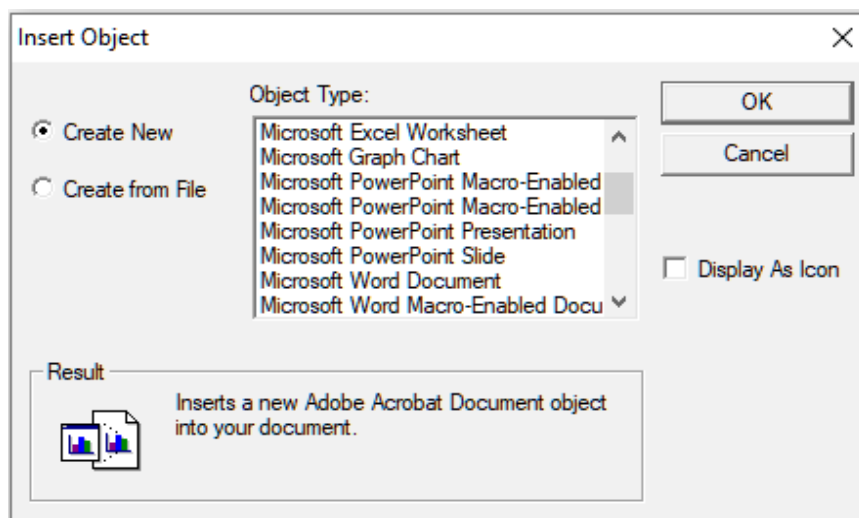 Insert Object
Object Type:
Create New
Create from File
Microsoft Excel Worksheet
Microsoft Graph Chart
Microsoft PowerPoint Macro-Enabled
Microsoft PowerPoint Macro-Enabled
Microsoft PowerPoint Presentation
Microsoft PowerPoint Slide
Microsoft Word Document
Microsoft Word Macro-Enabled Docu
OK
Cancel
Display As Icon
Result
Inserts a new Adobe Acrobat Document object
into your document.